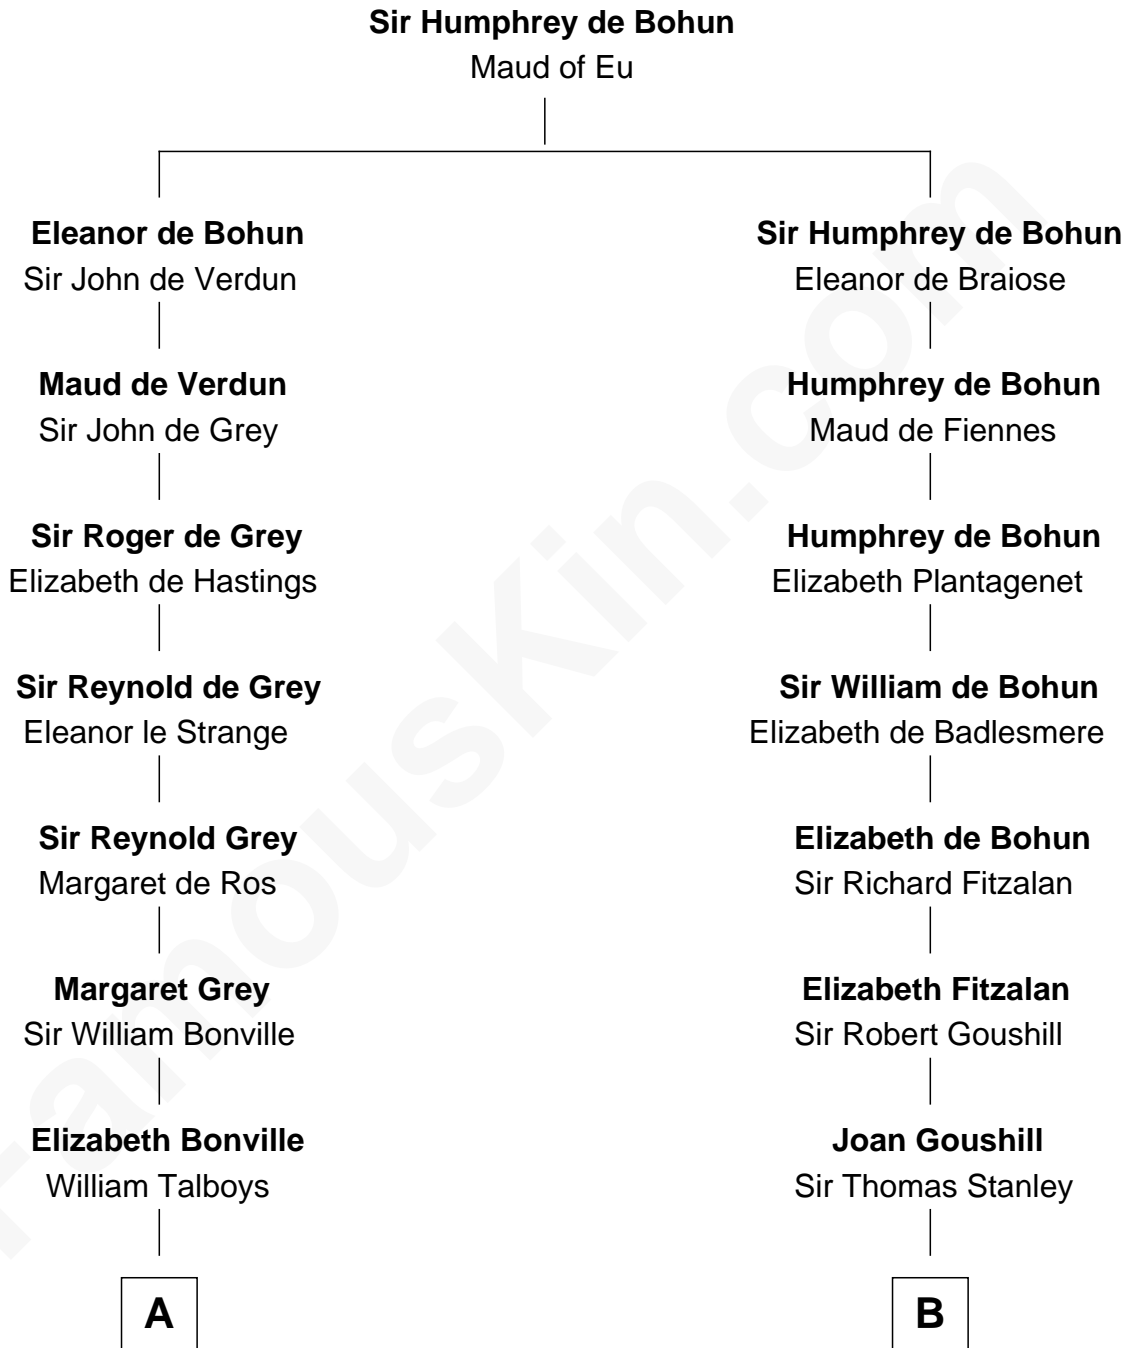 Sir Humphrey de Bohun
Maud of Eu
Eleanor de Bohun
Sir John de Verdun
Sir Humphrey de Bohun
Eleanor de Braiose
Maud de Verdun
Sir John de Grey
Humphrey de Bohun
Maud de Fiennes
Sir Roger de Grey
Elizabeth de Hastings
Humphrey de Bohun
Elizabeth Plantagenet
Sir Reynold de Grey
Eleanor le Strange
Sir William de Bohun
Elizabeth de Badlesmere
Sir Reynold Grey
Margaret de Ros
Elizabeth de Bohun
Sir Richard Fitzalan
Margaret Grey
Sir William Bonville
Elizabeth Fitzalan
Sir Robert Goushill
Elizabeth Bonville
William Talboys
Joan Goushill
Sir Thomas Stanley
A
B
FamousKin.com